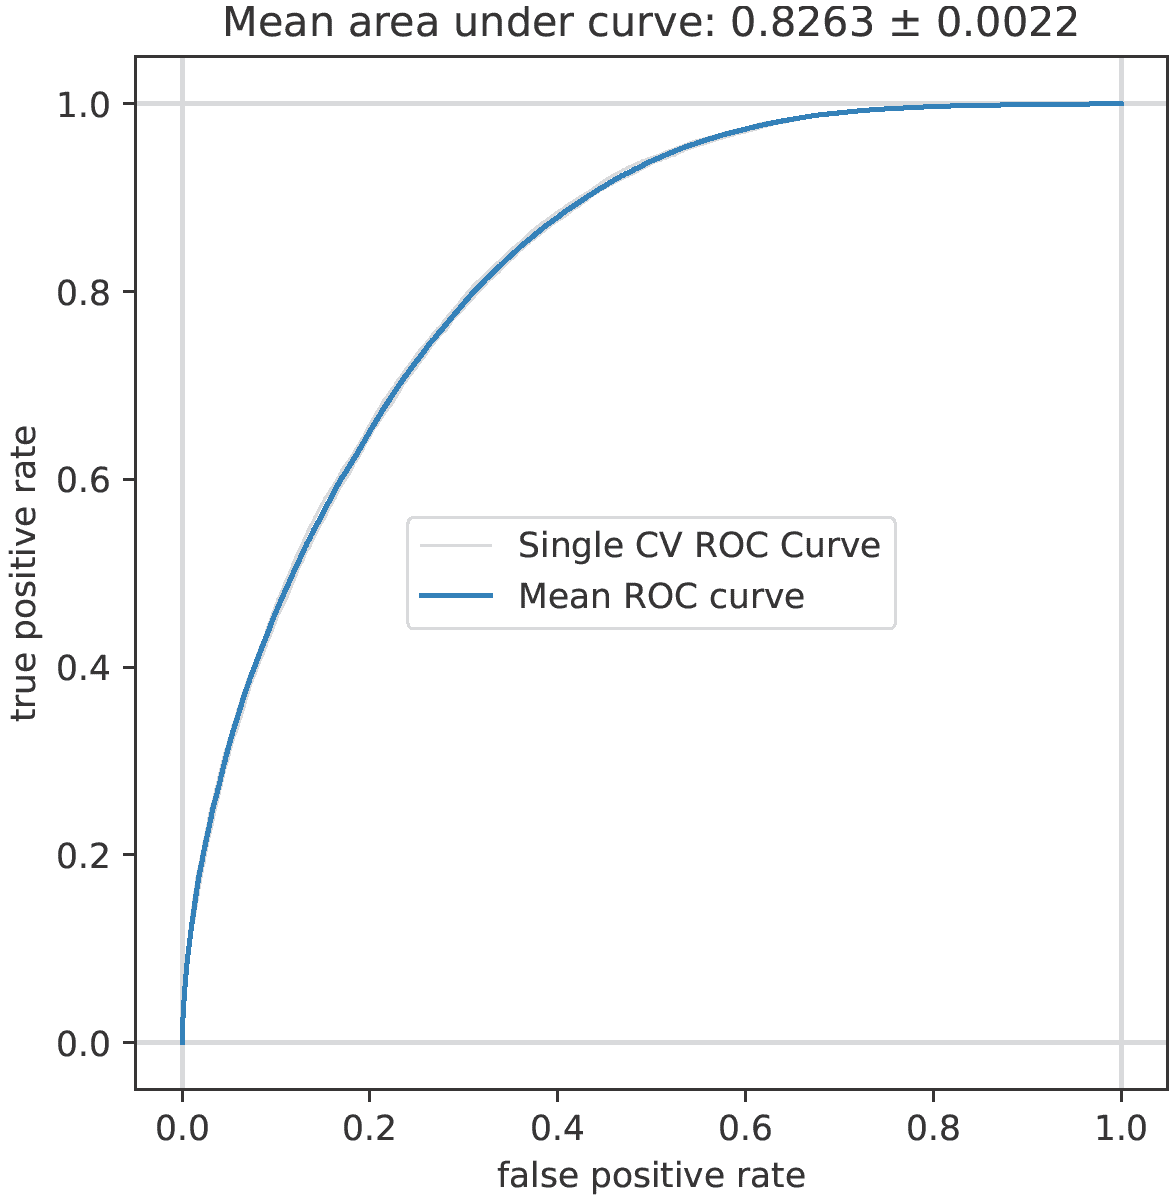 Mean area under curve: 0.8263 ± 0.0022
1.0
0.8
0.6
0.4
0.2
0.0
true positive rate
Single CV ROC Curve
Mean ROC curve
0.0 0.2 0.4 0.6 0.8 1.0
false positive rate